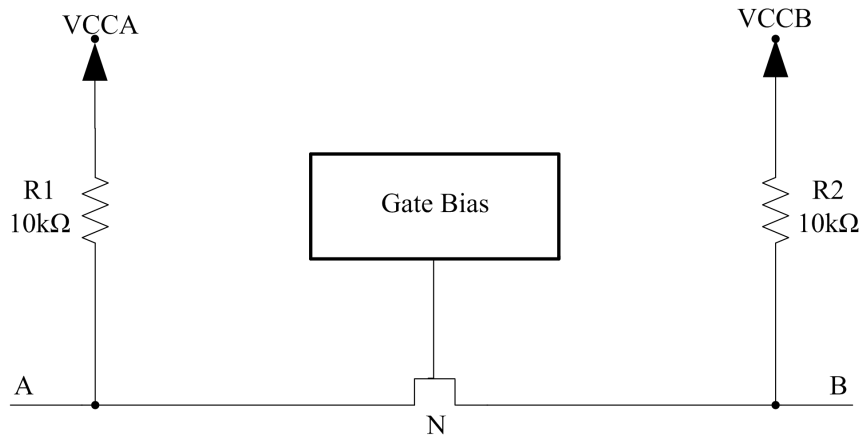 VCCA
VCCB
R1
10kΩ
Gate Bias
R2
10kΩ
A
B
N